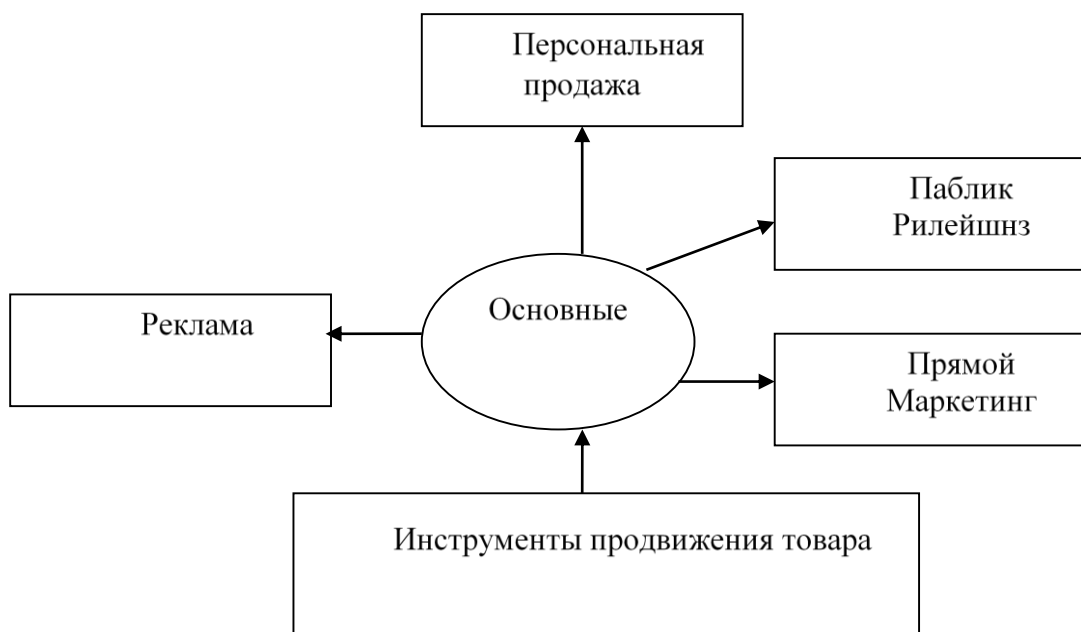 Персональная
продажа
Паблик
Рилейшнз
Основные
Реклама
Прямой
Маркетинг
Инструменты продвижения товара